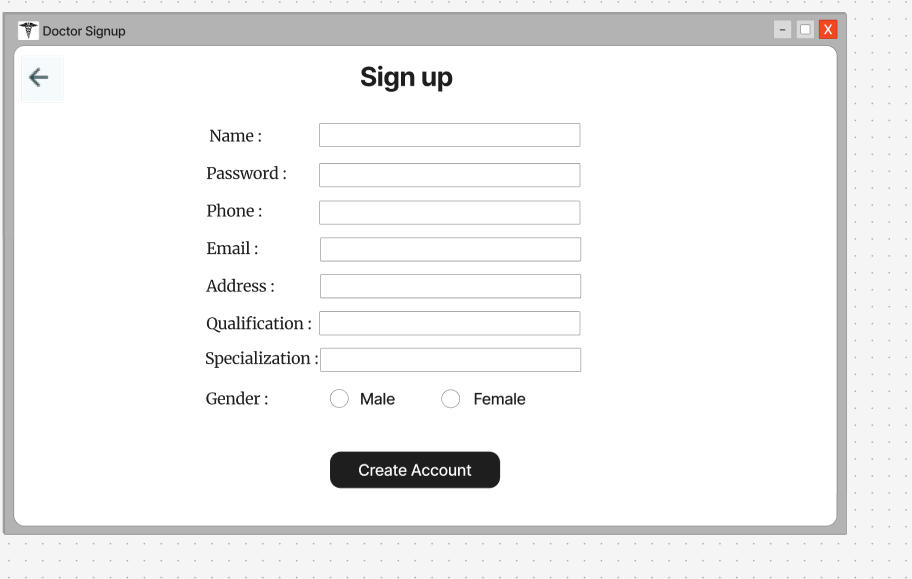 Doctor Signup
- X
Sign up
Name :
Password :
Phone :
Email :
Address :
Qualification :
Specialization :
Gender : Male Female
Create Account